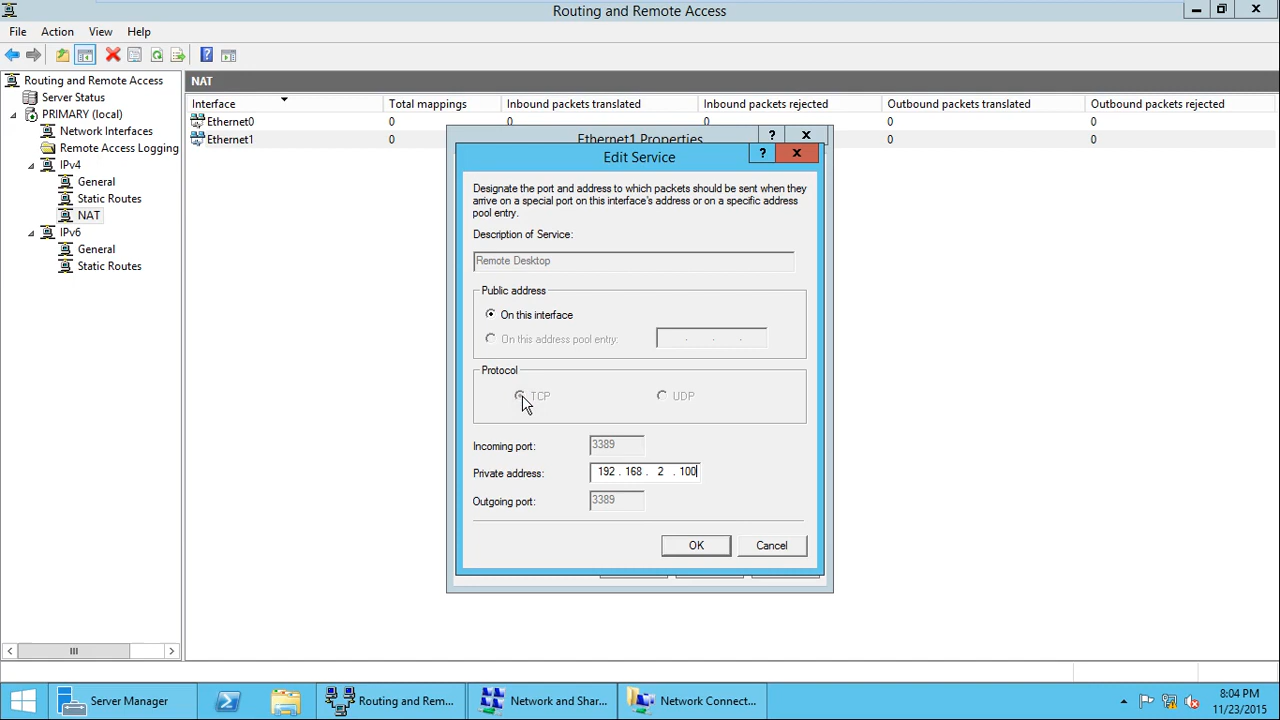 Routing and Remote Access
File Action View Help
Routing and Remote Access
Server Status
PRIMARY (local)
Network Interfaces
Remote Access Logging
IPv4
General
Static Routes
NAT
IPv6
General
Static Routes
NAT
Interface Total mappings Inbound packets translated Inbound packets rejected Outbound packets translated Outbound packets rejected
Ethernet0 0 0 0 0 0
Ethernet1 0 0 0
Ethernet1 Properties
Edit Service
Designate the port and address to which packets should be sent when they
arrive on a special port on this interface's address or on a specific address
pool entry.
Description of Service:
Remote Desktop
Public address
On this interface
On this address pool entry: . . .
Protocol
TCP UDP
Incoming port: 3389
Private address: 192 . 168 . 2 . 100
Outgoing port: 3389
OK Cancel
Server Manager Routing and Rem... Network and Shar... Network Connect...
8:04 PM
11/23/2015